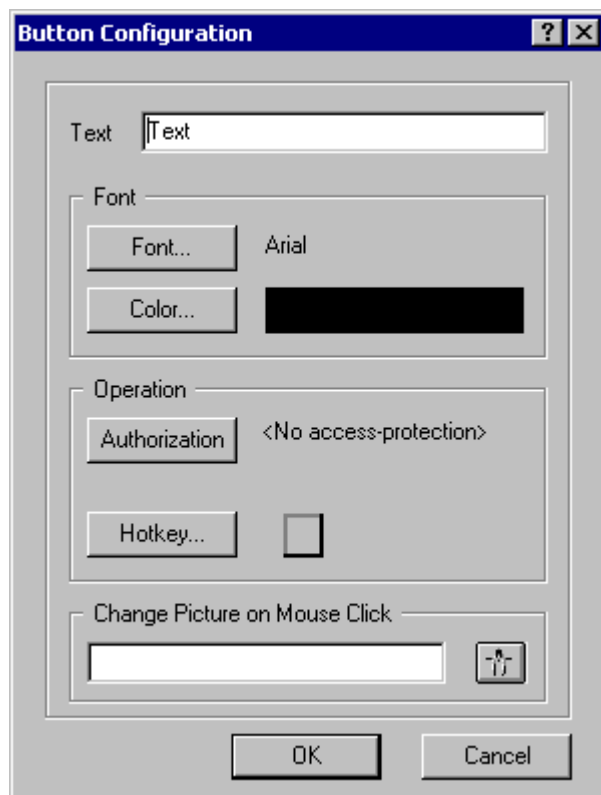 Button Configuration
Text Text
Font
Font... Arial
Color...
Operation
Authorization <No access-protection>
Hotkey...
Change Picture on Mouse Click
OK Cancel